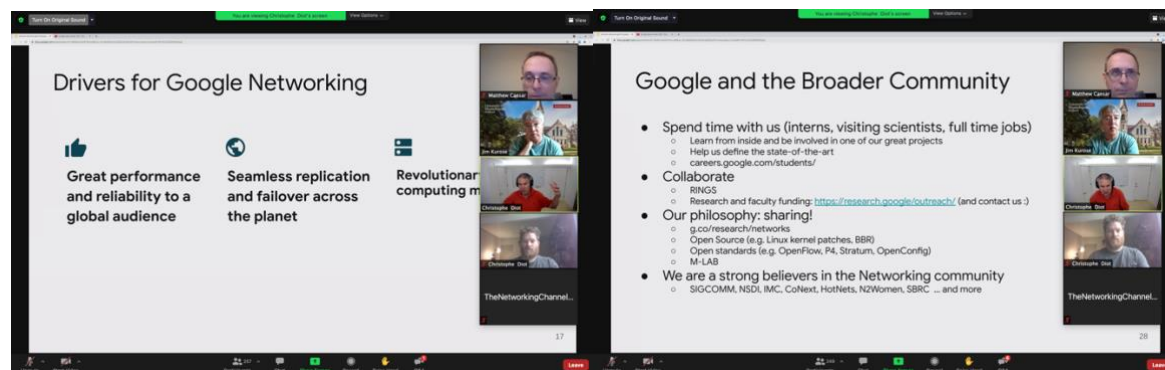 Turn On Original Sound
You are viewing Christophe Diot's screen
View Options
View
Drivers for Google Networking
Great performance
and reliability to a
global audience
Seamless replication
and failover across
the planet
Revolutionar
computing m
Matthew Caesar
Jim Kurose
Christophe Diot
Christophe Diot
TheNetworkingChannel...
17
Leave
Turn On Original Sound
You are viewing Christophe Diot's screen
View Options
Google and the Broader Community
● Spend time with us (interns, visiting scientists, full time jobs)
○ Learn from inside and be involved in one of our great projects
○ Help us define the state-of-the-art
○ careers.google.com/students/
● Collaborate
○ RINGS
○ Research and faculty funding: https://research.google/outreach/ (and contact us :)
● Our philosophy: sharing!
○ g.co/research/networks
○ Open Source (e.g. Linux kernel patches, BBR)
○ Open standards (e.g. OpenFlow, P4, Stratum, OpenConfig)
○ M-LAB
● We are a strong believers in the Networking community
○ SIGCOMM, NSDI, IMC, CoNext, HotNets, N2Women, SBRC ... and more
Matthew Caesar
Jim Kurose
Christophe Diot
Christophe Diot
TheNetworkingChannel...
28